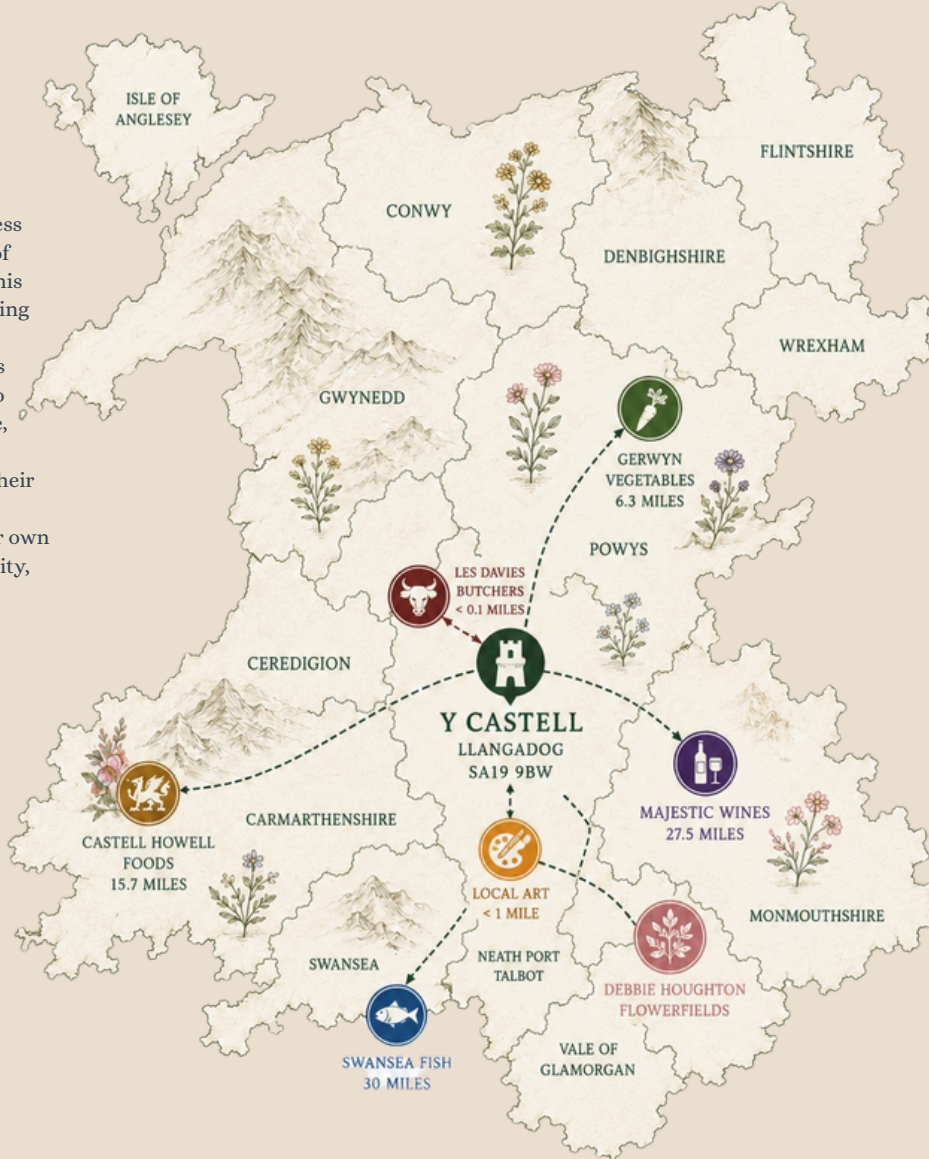 ISLE OF
ANGLESEY
FLINTSHIRE
CONWY
DENBIGHSHIRE
WREXHAM
GWYNEDD
GERWYN
VEGETABLES
6.3 MILES
POWYS
LES DAVIES
BUTCHERS
< 0.1 MILES
CEREDIGION
Y CASTELL
LLANGADOG
SA19 9BW
MAJESTIC WINES
27.5 MILES
CARMARTHENSHIRE
CASTELL HOWELL
FOODS
15.7 MILES
LOCAL ART
< 1 MILE
MONMOUTHSHIRE
SWANSEA
NEATH PORT
TALBOT
DEBBIE HOUGHTON
FLOWERFIELDS
SWANSEA FISH
30 MILES
VALE OF
GLAMORGAN
own